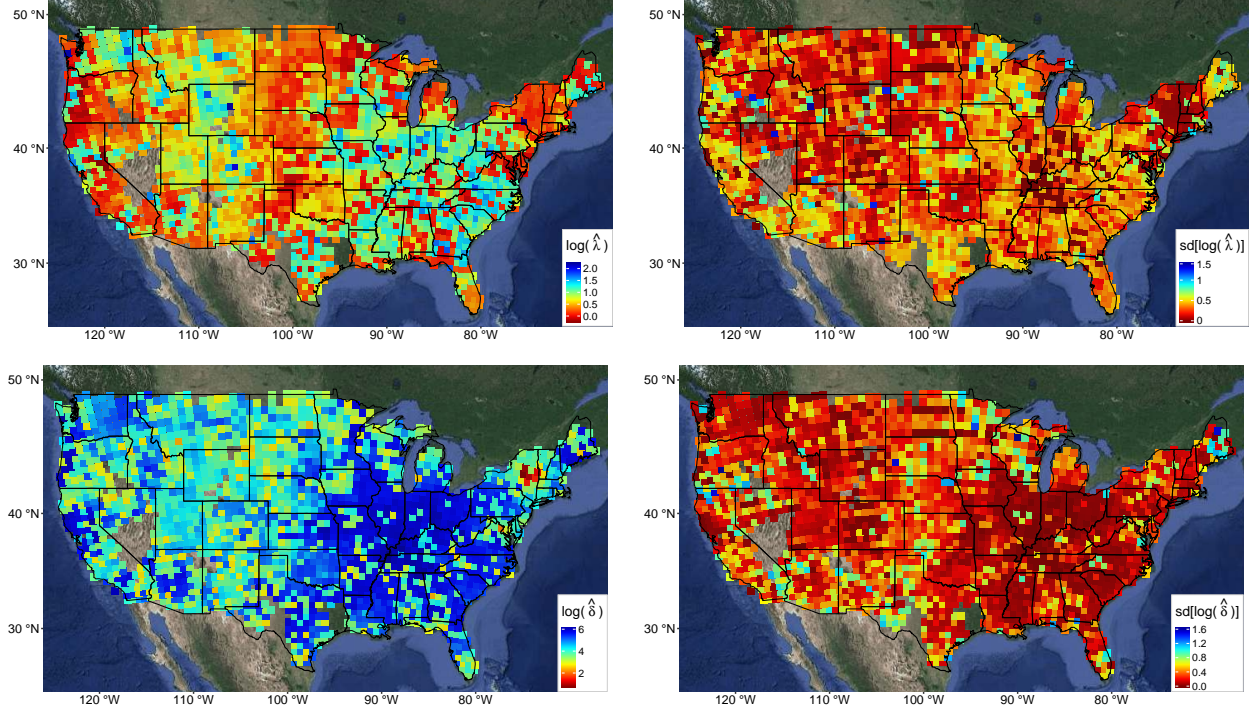 50 °N
40 °N
30 °N
120 °W
110 °W
100 °W
90 °W
80 °W
log(λ̂)
2.0
1.5
1.0
0.5
0.0
50 °N
40 °N
30 °N
120 °W
110 °W
100 °W
90 °W
80 °W
sd[log(λ̂)]
1.5
1
0.5
0
50 °N
40 °N
30 °N
120 °W
110 °W
100 °W
90 °W
80 °W
log(δ̂)
6
4
2
50 °N
40 °N
30 °N
120 °W
110 °W
100 °W
90 °W
80 °W
sd[log(δ̂)]
1.6
1.2
0.8
0.4
0.0